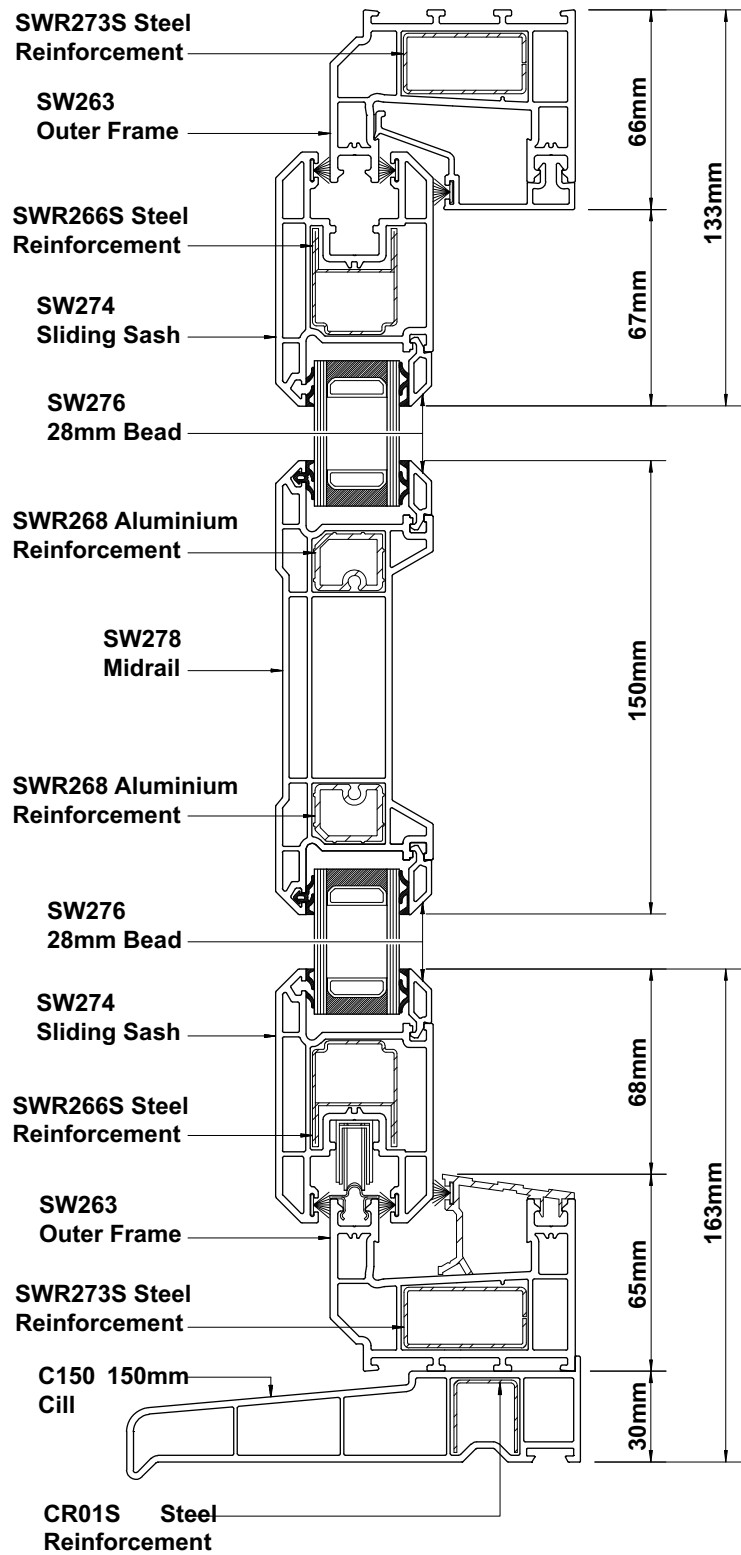 SWR273S Steel
Reinforcement
SW263
Outer Frame
SWR266S Steel
Reinforcement
SW274
Sliding Sash
SW276
28mm Bead
SWR268 Aluminium
Reinforcement
SW278
Midrail
SWR268 Aluminium
Reinforcement
SW276
28mm Bead
SW274
Sliding Sash
SWR266S Steel
Reinforcement
SW263
Outer Frame
SWR273S Steel
Reinforcement
C150 150mm
Cill
CR01S Steel
Reinforcement
66mm
133mm
67mm
150mm
68mm
163mm
65mm
30mm